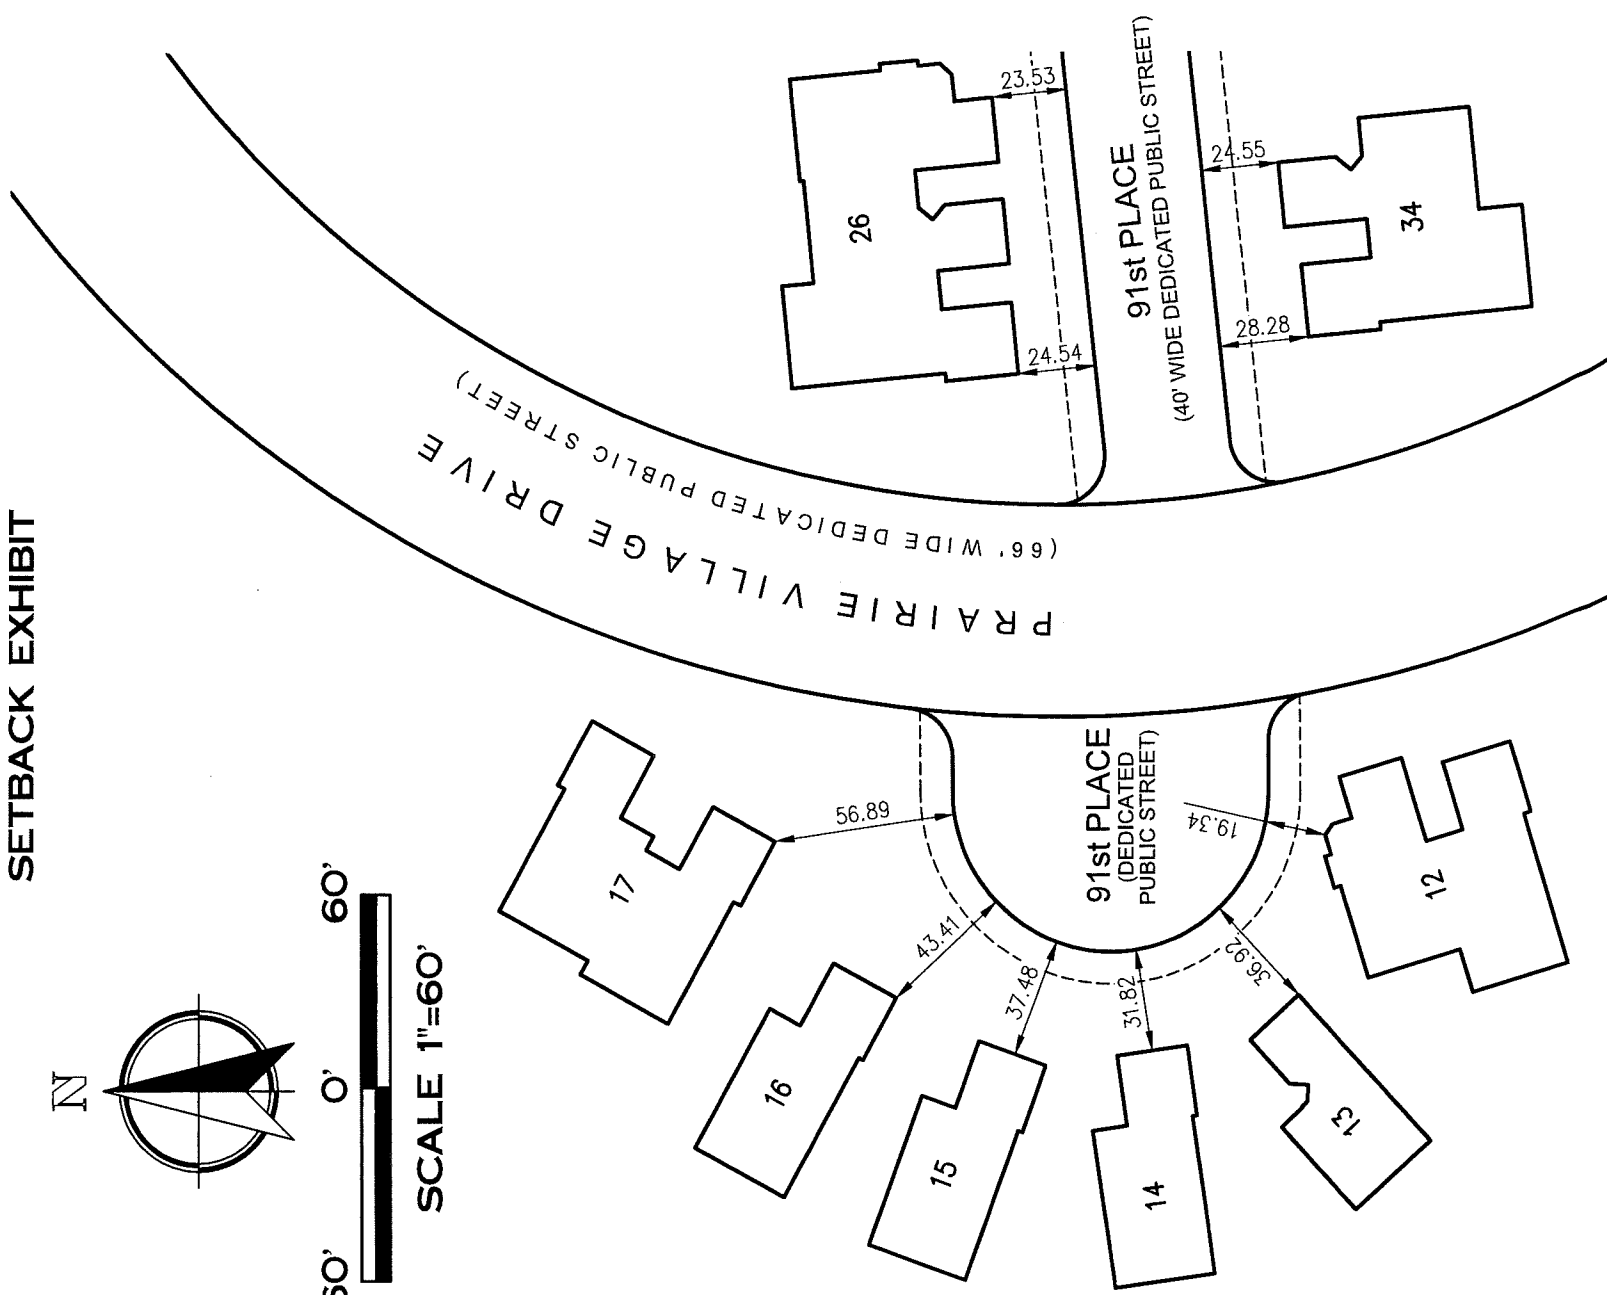 SETBACK EXHIBIT
N
60'
0'
60'
SCALE 1"=60'
PRAIRIE VILLAGE DRIVE
(66' WIDE DEDICATED PUBLIC STREET)
91st PLACE
(40' WIDE DEDICATED PUBLIC STREET)
91st PLACE
(DEDICATED
PUBLIC STREET)
26
23.53
24.54
34
24.55
28.28
17
56.89
16
43.41
15
37.48
14
31.82
13
36.92
12
19.34